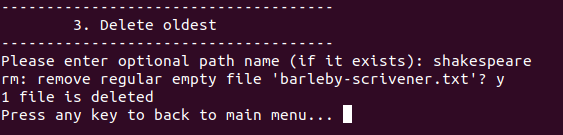 -------------------------------------
3. Delete oldest
-------------------------------------
Please enter optional path name (if it exists): shakespeare
rm: remove regular empty file 'barleby-scrivener.txt'? y
1 file is deleted
Press any key to back to main menu...